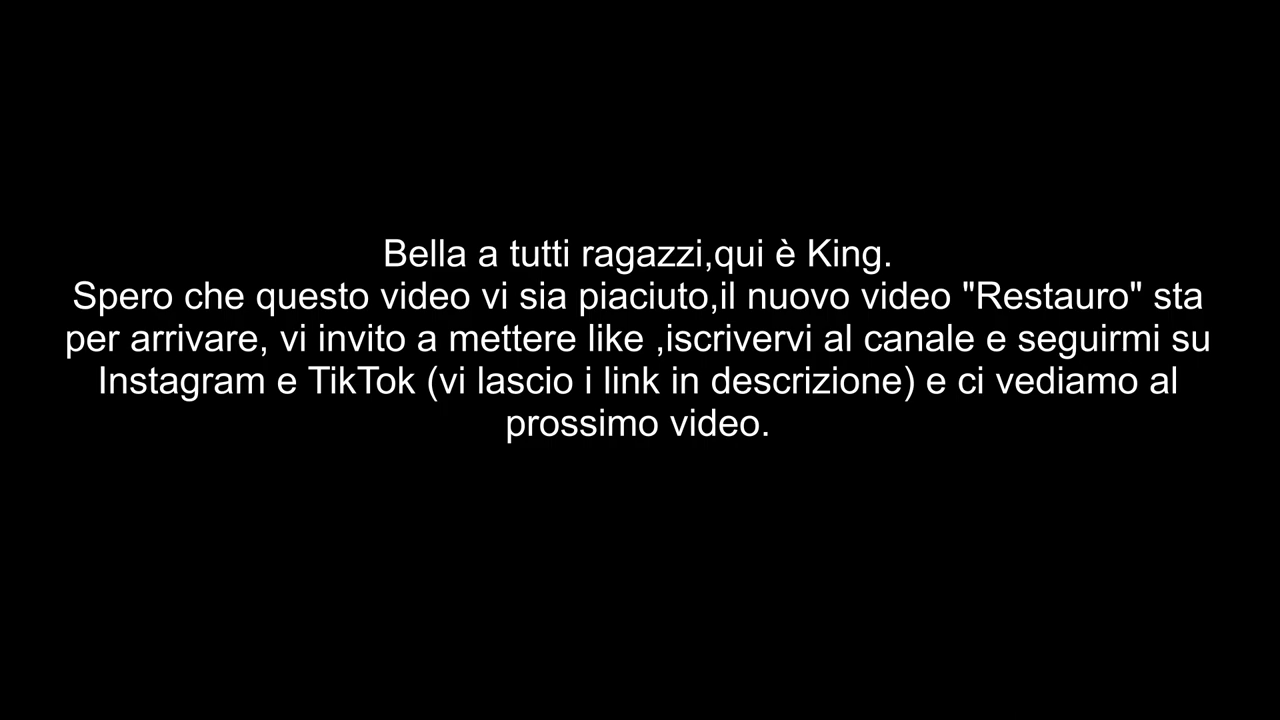 Bella a tutti ragazzi,qui è King.
Spero che questo video vi sia piaciuto,il nuovo video "Restauro" sta
per arrivare, vi invito a mettere like ,iscrivervi al canale e seguirmi su
Instagram e TikTok (vi lascio i link in descrizione) e ci vediamo al
prossimo video.